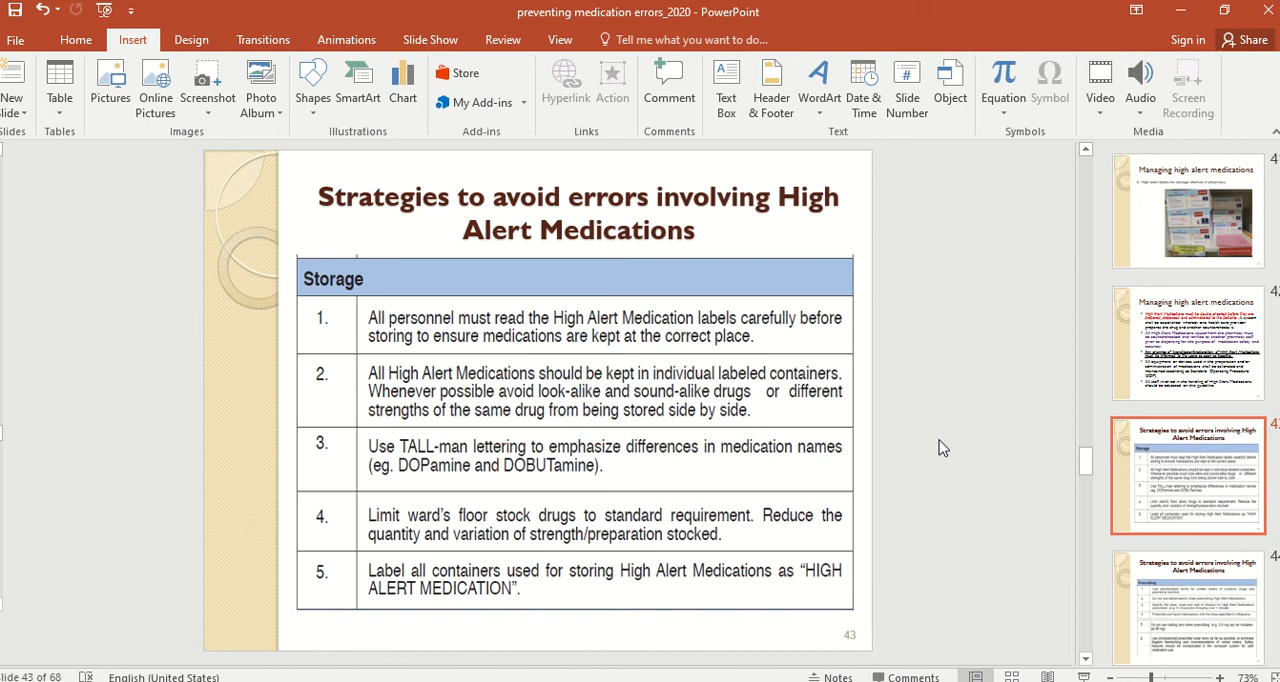 preventing medication errors_2020 - PowerPoint
File Home Insert Design Transitions Animations Slide Show Review View Tell me what you want to do... Sign in Share
New Table Pictures Online Screenshot Photo Shapes SmartArt Chart Store Hyperlink Action Comment Text Header WordArt Date & Slide Object Equation Symbol Video Audio Screen
Pictures Album My Add-ins Box & Footer Time Number Recording
Tables Images Illustrations Add-ins Links Comments Text Symbols Media
Strategies to avoid errors involving High
Alert Medications
Storage
1. All personnel must read the High Alert Medication labels carefully before
storing to ensure medications are kept at the correct place.
2. All High Alert Medications should be kept in individual labeled containers.
Whenever possible avoid look-alike and sound-alike drugs or different
strengths of the same drug from being stored side by side.
3. Use TALL-man lettering to emphasize differences in medication names
(eg. DOPamine and DOBUTamine).
4. Limit ward's floor stock drugs to standard requirement. Reduce the
quantity and variation of strength/preparation stocked.
5. Label all containers used for storing High Alert Medications as “HIGH
ALERT MEDICATION”.
43
Managing high alert medications
Managing high alert medications
Strategies to avoid errors involving High
Alert Medications
Strategies to avoid errors involving High
Alert Medications
Slide 43 of 68 English (United States) Notes Comments 73%